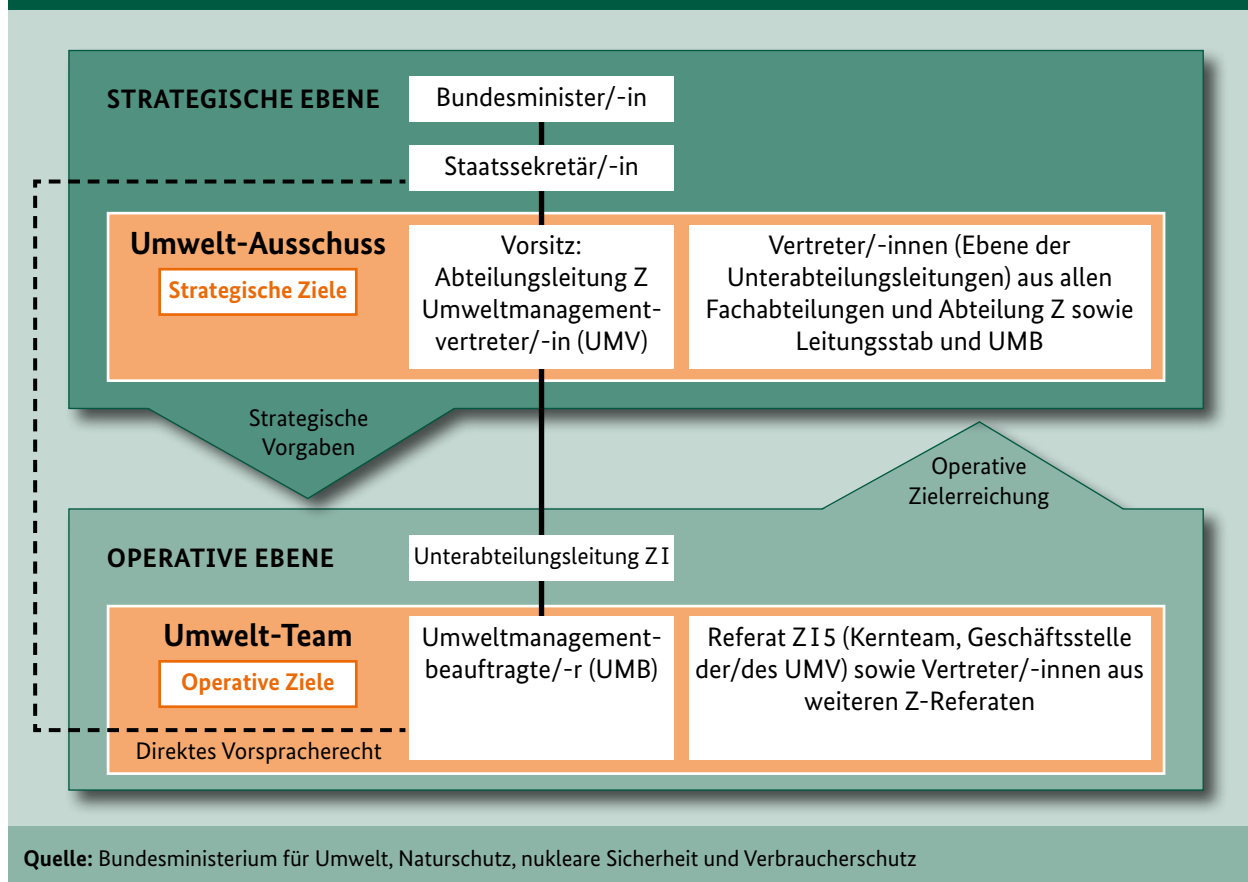 STRATEGISCHE EBENE
Bundesminister/-in
Staatssekretär/-in
Umwelt-Ausschuss
Strategische Ziele
Vorsitz:
Abteilungsleitung Z
Umweltmanagement-
vertreter/-in (UMV)
Vertreter/-innen (Ebene der
Unterabteilungsleitungen) aus allen
Fachabteilungen und Abteilung Z sowie
Leitungsstab und UMB
Strategische
Vorgaben
Operative
Zielerreichung
OPERATIVE EBENE
Unterabteilungsleitung Z I
Umwelt-Team
Operative Ziele
Direktes Vorspracherecht
Umweltmanagement-
beauftragte/-r (UMB)
Referat Z I 5 (Kernteam, Geschäftsstelle
der/des UMV) sowie Vertreter/-innen aus
weiteren Z-Referaten
Quelle: Bundesministerium für Umwelt, Naturschutz, nukleare Sicherheit und Verbraucherschutz